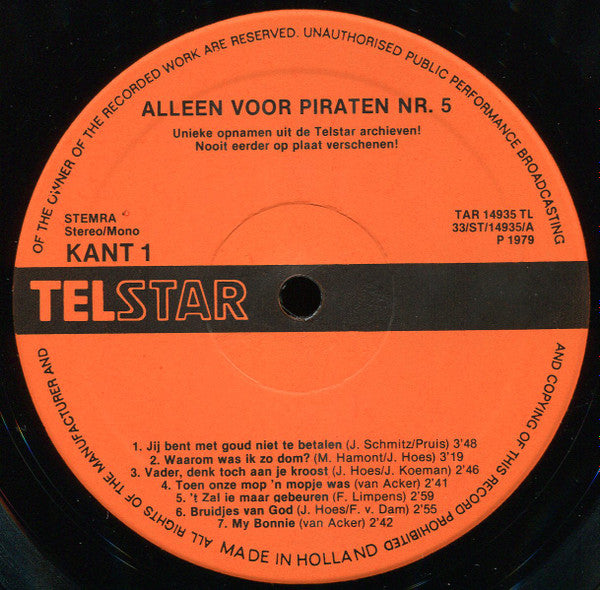 ALL RIGHTS OF THE MANUFACTURER AND OF THE OWNER OF THE RECORDED WORK ARE RESERVED. UNAUTHORISED PUBLIC PERFORMANCE BROADCASTING AND COPYING OF THIS RECORD PROHIBITED
ALLEEN VOOR PIRATEN NR. 5
Unieke opnamen uit de Telstar archieven!
Nooit eerder op plaat verschenen!
STEMRA
Stereo/Mono
KANT 1
TAR 14935 TL
33/ST/14935/A
P 1979
TELSTAR
1. Jij bent met goud niet te betalen (J. Schmitz/Pruis) 3'48
2. Waarom was ik zo dom? (M. Hamont/J. Hoes) 3'19
3. Vader, denk toch aan je kroost (J. Hoes/J. Koeman) 2'46
4. Toen onze mop 'n mopje was (van Acker) 2'41
5. 't Zal ie maar gebeuren (F. Limpens) 2'59
6. Bruidjes van God (J. Hoes/F. v. Dam) 2'55
7. My Bonnie (van Acker) 2'42
MADE IN HOLLAND